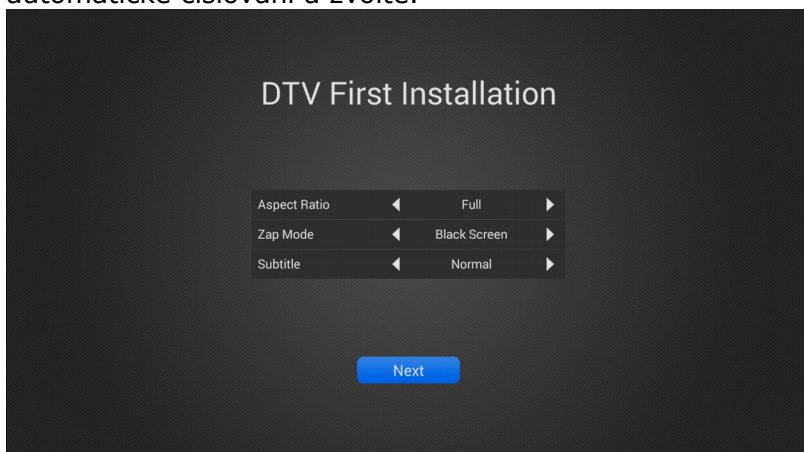 DTV First Installation
Aspect Ratio Full
Zap Mode Black Screen
Subtitle Normal
Next